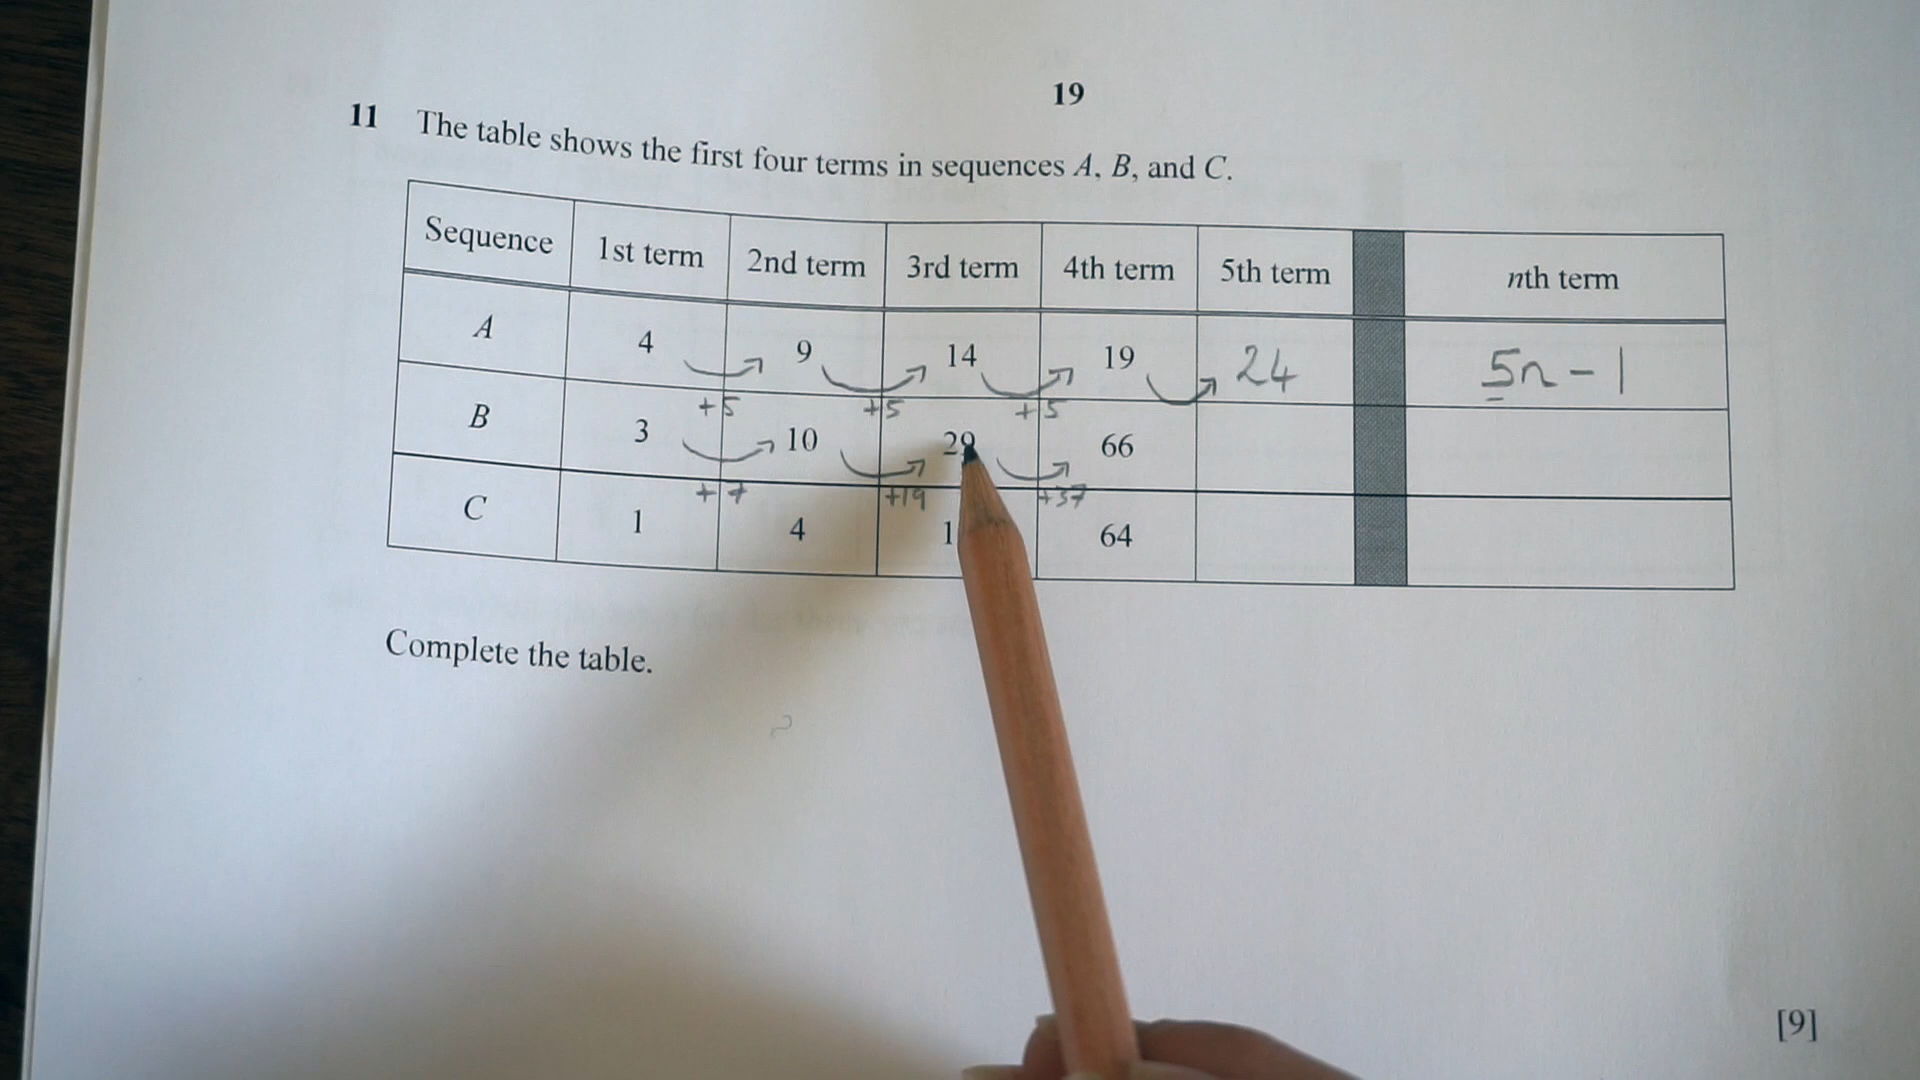 19
11 The table shows the first four terms in sequences A, B, and C.
Sequence 1st term 2nd term 3rd term 4th term 5th term nth term
A 4 9 14 19 24 5n - 1
+5 +5 +5
B 3 10 29 66
+7 +19 +37
C 1 4 64
Complete the table.
[9]